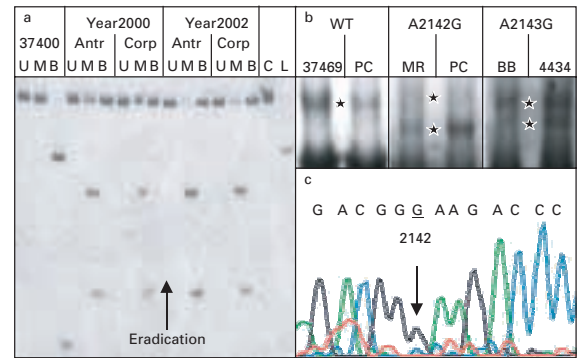 a
Year2000 Year2002
37400 Antr Corp Antr Corp
U M B U M B U M B U M B U M B C L
Eradication
b
WT A2142G A2143G
37469 PC MR PC BB 4434
c
G A C G G G A A G A C C C
2142